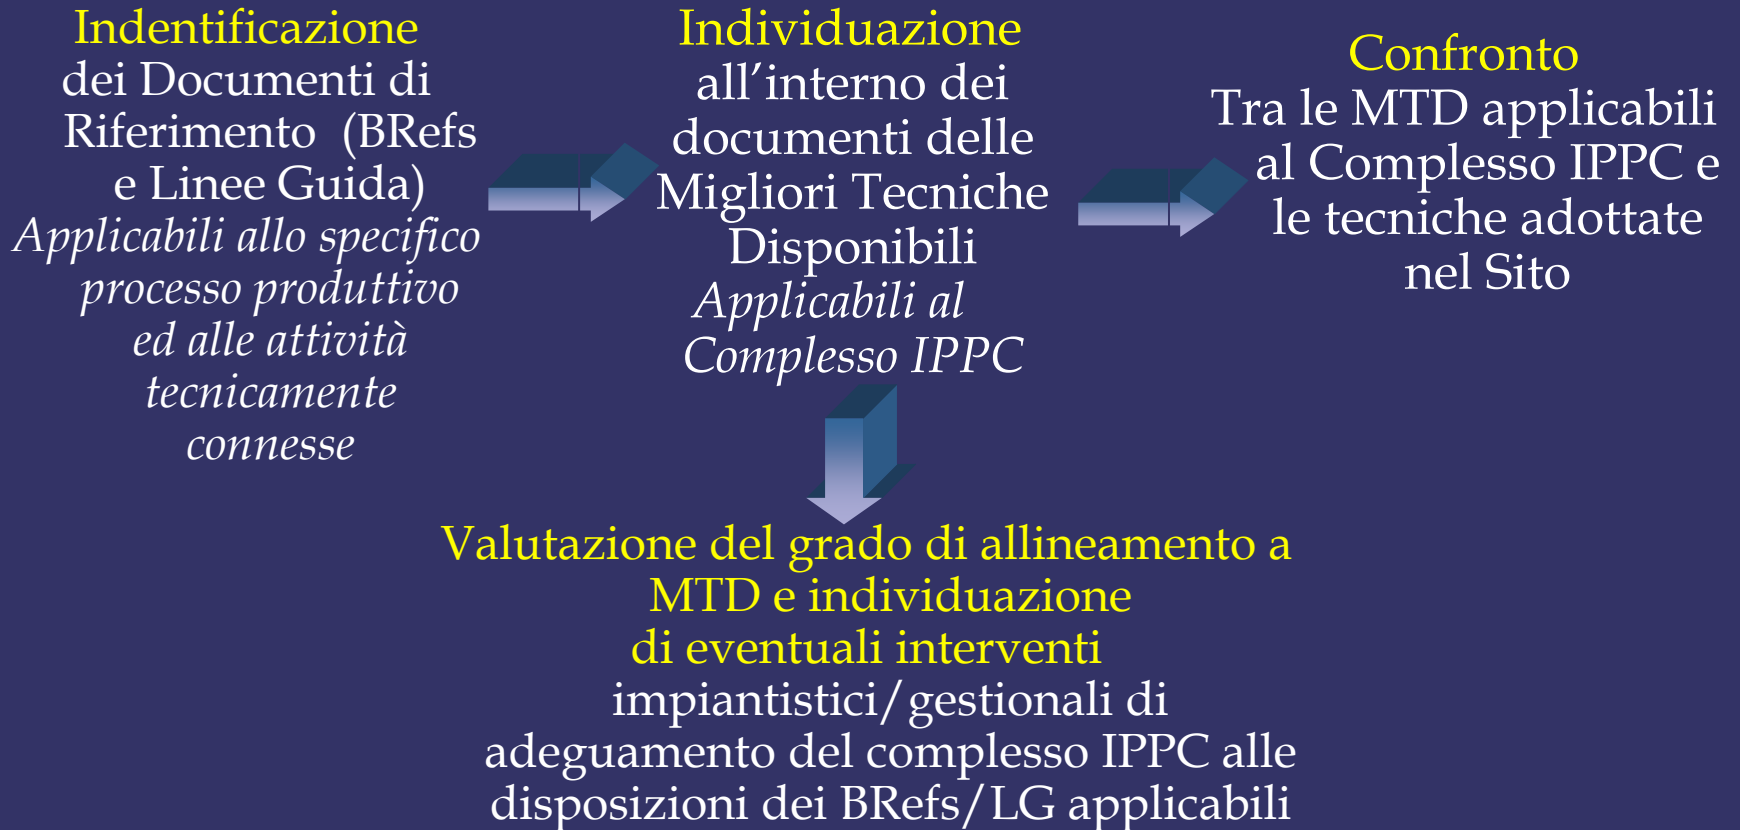 Indentificazione
dei Documenti di
Riferimento (BRefs
e Linee Guida)
Applicabili allo specifico
processo produttivo
ed alle attività
tecnicamente
connesse
Individuazione
all’interno dei
documenti delle
Migliori Tecniche
Disponibili
Applicabili al
Complesso IPPC
Confronto
Tra le MTD applicabili
al Complesso IPPC e
le tecniche adottate
nel Sito
Valutazione del grado di allineamento a
MTD e individuazione
di eventuali interventi
impiantistici/gestionali di
adeguamento del complesso IPPC alle
disposizioni dei BRefs/LG applicabili